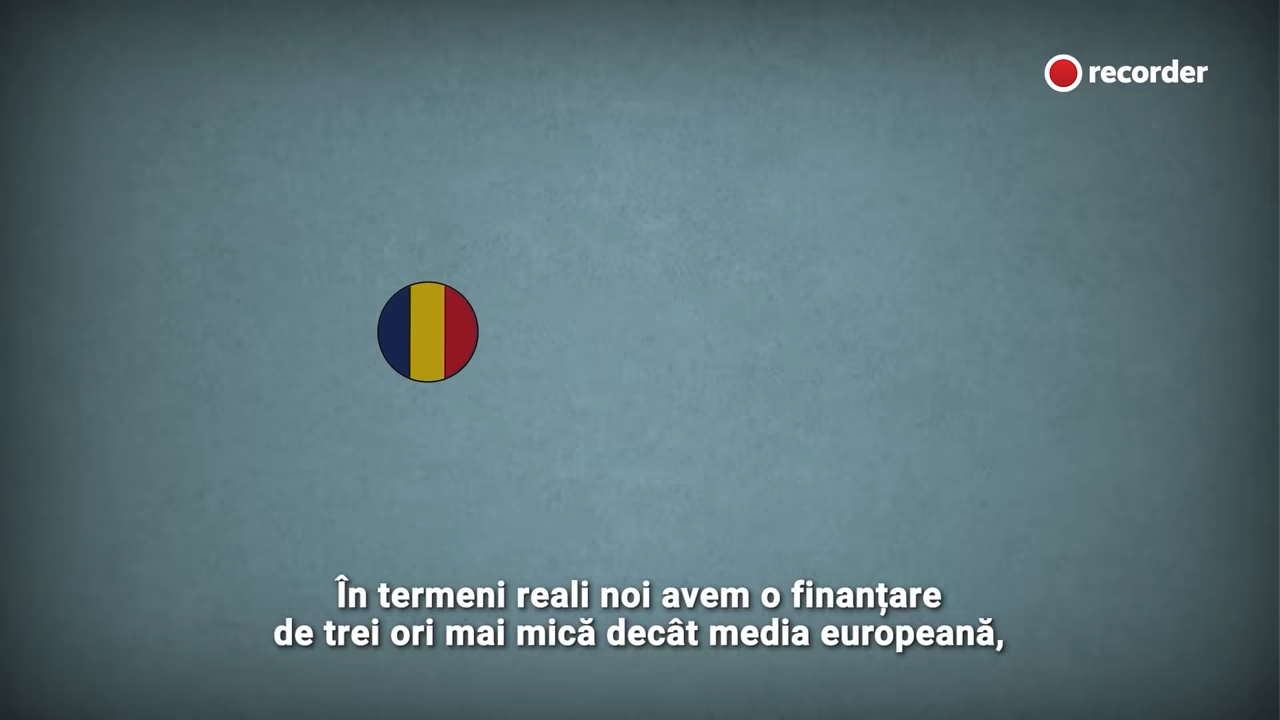 recorder
În termeni reali noi avem o finanțare
de trei ori mai mică decât media europeană,